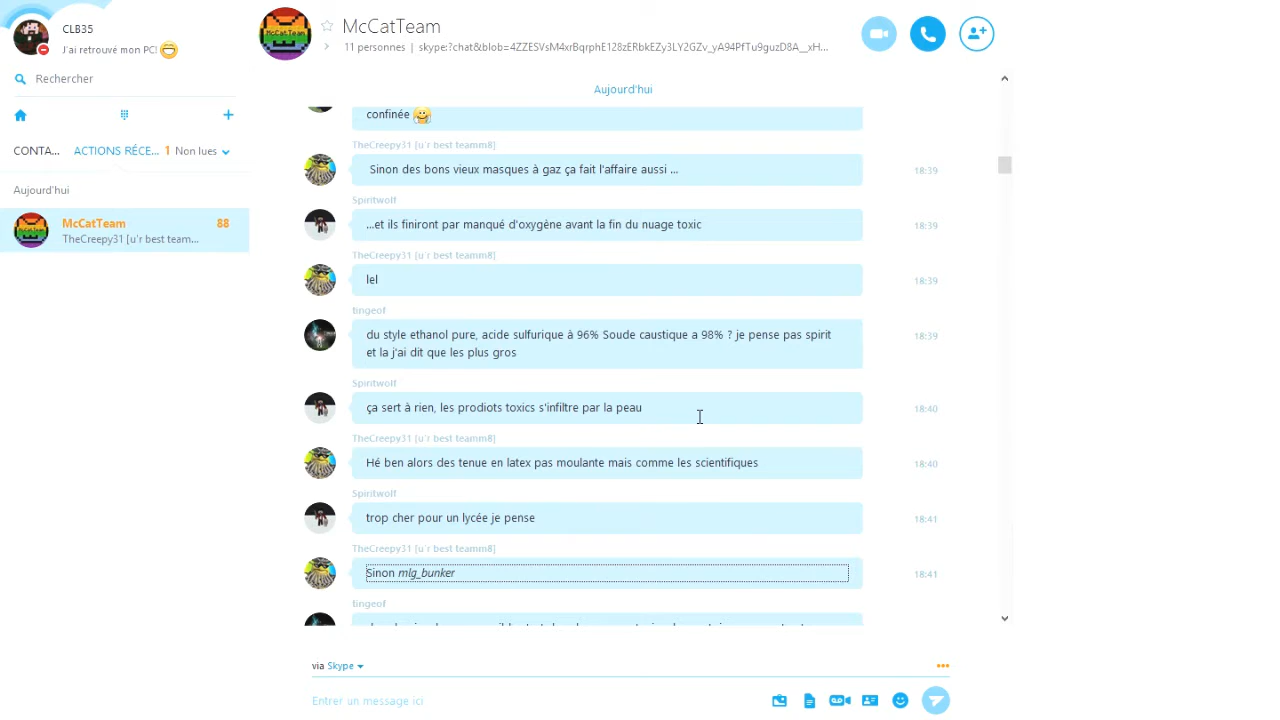 CLB35
J'ai retrouvé mon PC!
Rechercher
CONTA... ACTIONS RÉCE... 1 Non lues
Aujourd'hui
McCatTeam 88
TheCreepy31 [u'r best team...
McCatTeam
McCatTeam
11 personnes | skype:?chat&blob=4ZZESVsM4xrBqrphE128zERbkEZy3LY2GZv_yA94PfTu9guzD8A__xH...
Aujourd'hui
confinée
TheCreepy31 [u'r best teamm8]
Sinon des bons vieux masques à gaz ça fait l'affaire aussi ... 18:39
Spiritwolf
...et ils finiront par manqué d'oxygène avant la fin du nuage toxic 18:39
TheCreepy31 [u'r best teamm8]
lel 18:39
tingeof
du style ethanol pure, acide sulfurique à 96% Soude caustique a 98% ? je pense pas spirit 18:39
et la j'ai dit que les plus gros
Spiritwolf
ça sert à rien, les prodiots toxics s'infiltre par la peau 18:40
TheCreepy31 [u'r best teamm8]
Hé ben alors des tenue en latex pas moulante mais comme les scientifiques 18:40
Spiritwolf
trop cher pour un lycée je pense 18:41
TheCreepy31 [u'r best teamm8]
Sinon mlg_bunker 18:41
tingeof
via Skype
Entrer un message ici